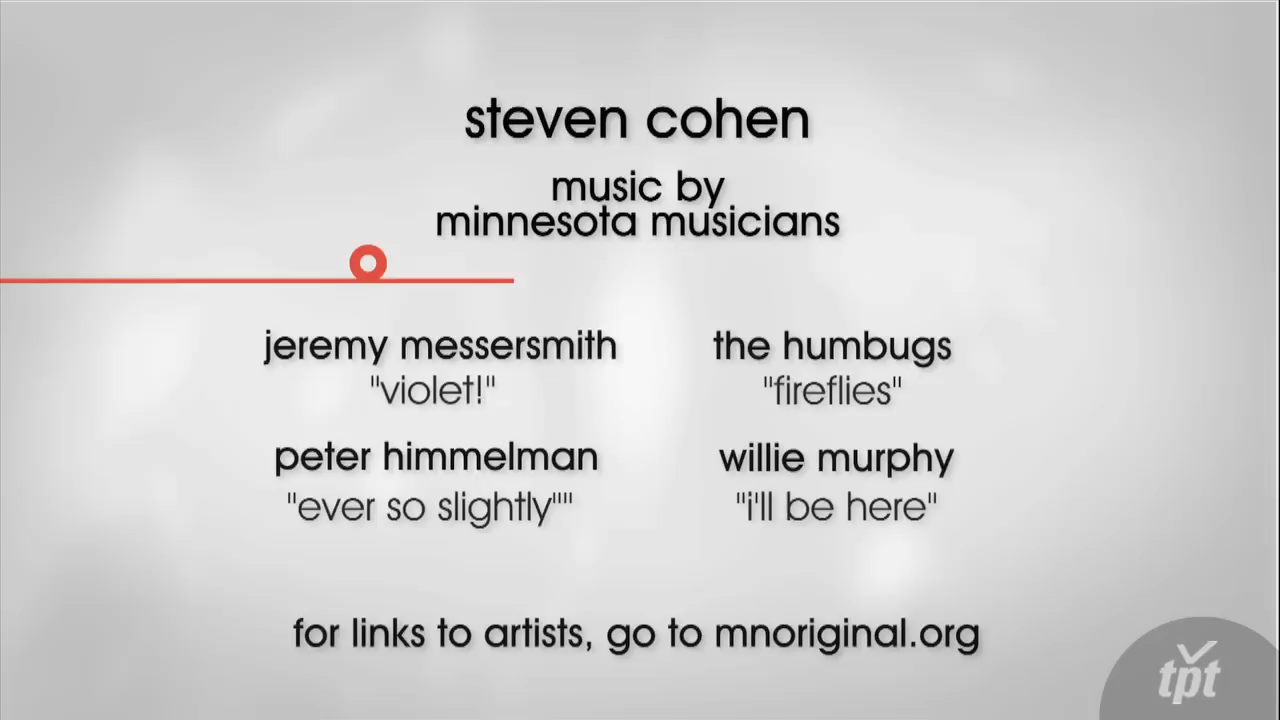 steven cohen
music by
minnesota musicians
jeremy messersmith
"violet!"
the humbugs
"fireflies"
peter himmelman
"ever so slightly""
willie murphy
"i'll be here"
for links to artists, go to mnoriginal.org
tpt